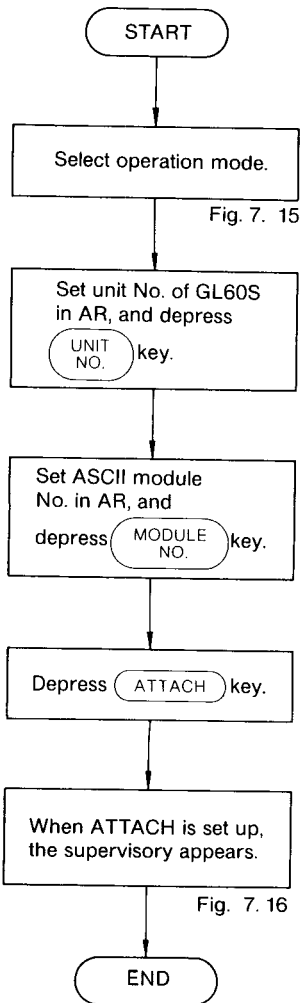 START
Select operation mode.
Fig. 7. 15
Set unit No. of GL60S
in AR, and depress
UNIT
NO.
key.
Set ASCII module
No. in AR, and
depress MODULE
NO.
key.
Depress ATTACH key.
When ATTACH is set up,
the supervisory appears.
Fig. 7. 16
END